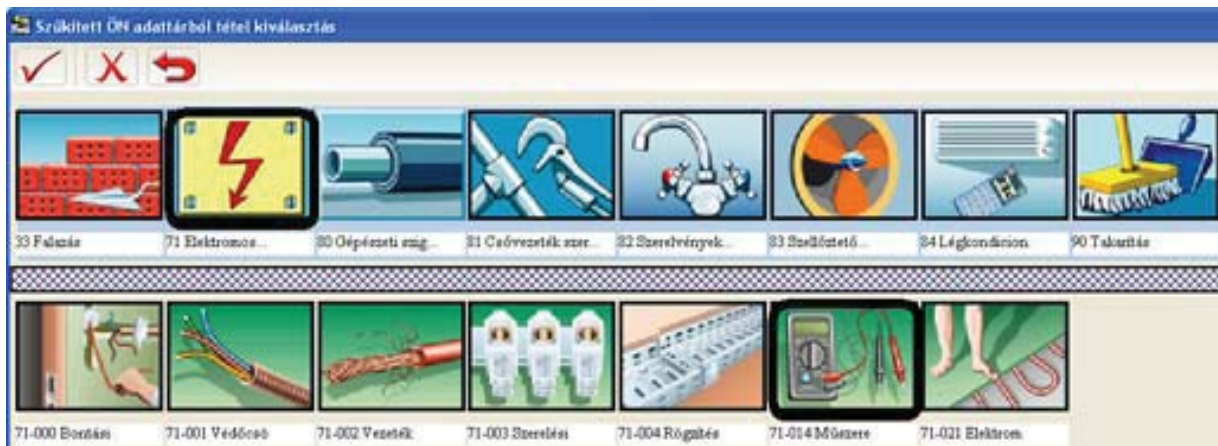 Szűkített ÖN adattárból tétel kiválasztás
33 Falazás
71 Elektromos...
80 Gépészeti szig...
81 Csővezeték szer...
82 Szerelvények...
83 Szellőztető...
84 Légkondicion
90 Takarítás
71-000 Bontási
71-001 Védőcső
71-002 Vezeték
71-003 Szerelési
71-004 Rögzítés
71-014 Műszere
71-021 Elektrom